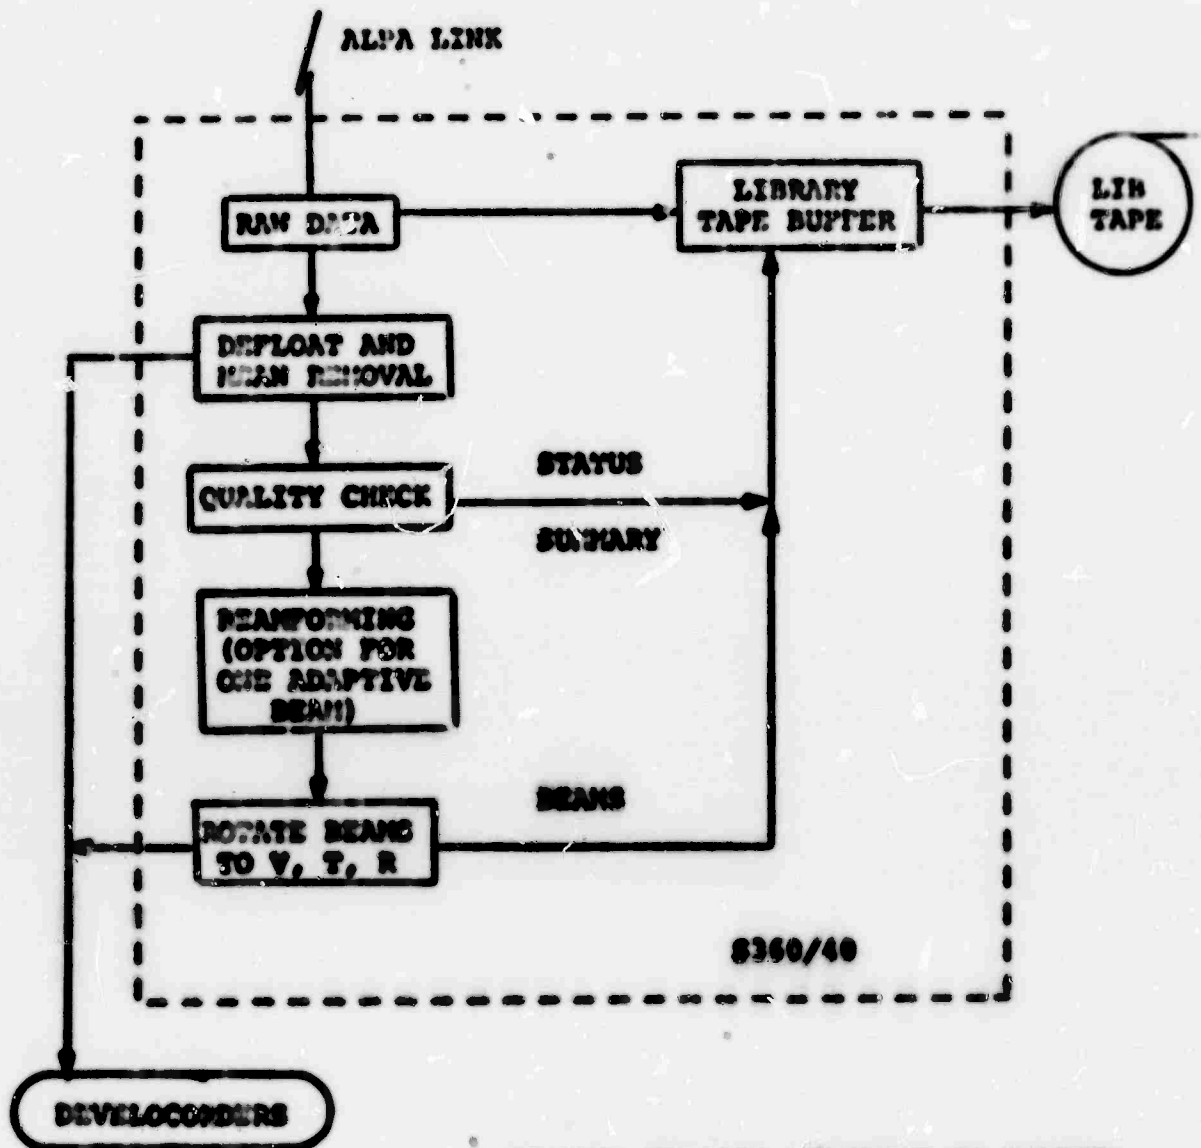 ALPA LINK
RAW DATA
LIBRARY
TAPE BUFFER
LIB
TAPE
DEFLOAT AND
MEAN REMOVAL
QUALITY CHECK
STATUS
SUMMARY
BEAMFORMING
(OPTION FOR
ONE ADAPTIVE
BEAM)
ROTATE BEAMS
TO V, T, R
BEAMS
S360/40
DEVELOCORDERS